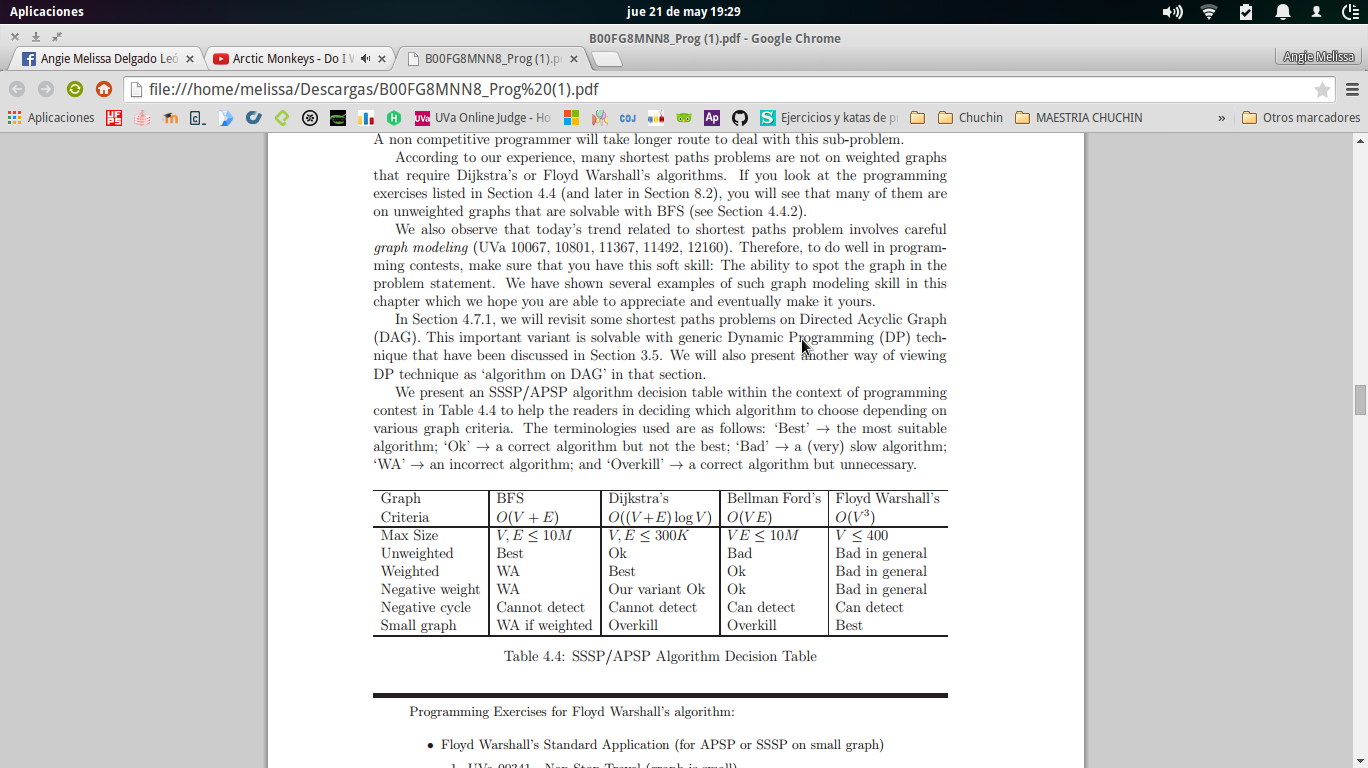 Aplicaciones
jue 21 de may 19:29
B00FG8MNN8_Prog (1).pdf - Google Chrome
Angie Melissa Delgado Leó
Arctic Monkeys - Do I W
B00FG8MNN8_Prog (1).p
Angie Melissa
file:///home/melissa/Descargas/B00FG8MNN8_Prog%20(1).pdf
Aplicaciones
UVa Online Judge - Ho
COJ
Ap
Ejercicios y katas de p
Chuchin
MAESTRIA CHUCHIN
»
Otros marcadores
A non competitive programmer will take longer route to deal with this sub-problem.
According to our experience, many shortest paths problems are not on weighted graphs
that require Dijkstra's or Floyd Warshall's algorithms. If you look at the programming
exercises listed in Section 4.4 (and later in Section 8.2), you will see that many of them are
on unweighted graphs that are solvable with BFS (see Section 4.4.2).
We also observe that today's trend related to shortest paths problem involves careful
graph modeling (UVa 10067, 10801, 11367, 11492, 12160). Therefore, to do well in program-
ming contests, make sure that you have this soft skill: The ability to spot the graph in the
problem statement. We have shown several examples of such graph modeling skill in this
chapter which we hope you are able to appreciate and eventually make it yours.
In Section 4.7.1, we will revisit some shortest paths problems on Directed Acyclic Graph
(DAG). This important variant is solvable with generic Dynamic Programming (DP) tech-
nique that have been discussed in Section 3.5. We will also present another way of viewing
DP technique as ‘algorithm on DAG’ in that section.
We present an SSSP/APSP algorithm decision table within the context of programming
contest in Table 4.4 to help the readers in deciding which algorithm to choose depending on
various graph criteria. The terminologies used are as follows: ‘Best’ → the most suitable
algorithm; ‘Ok’ → a correct algorithm but not the best; ‘Bad’ → a (very) slow algorithm;
‘WA’ → an incorrect algorithm; and ‘Overkill’ → a correct algorithm but unnecessary.
Graph BFS Dijkstra's Bellman Ford's Floyd Warshall's
Criteria O(V + E) O((V+E) log V) O(VE) O(V³)
Max Size V, E ≤ 10M V, E ≤ 300K VE ≤ 10M V ≤ 400
Unweighted Best Ok Bad Bad in general
Weighted WA Best Ok Bad in general
Negative weight WA Our variant Ok Ok Bad in general
Negative cycle Cannot detect Cannot detect Can detect Can detect
Small graph WA if weighted Overkill Overkill Best
Table 4.4: SSSP/APSP Algorithm Decision Table
Programming Exercises for Floyd Warshall's algorithm:
• Floyd Warshall's Standard Application (for APSP or SSSP on small graph)
1. UVa 00341 - Non-Stop Travel (graph is small)